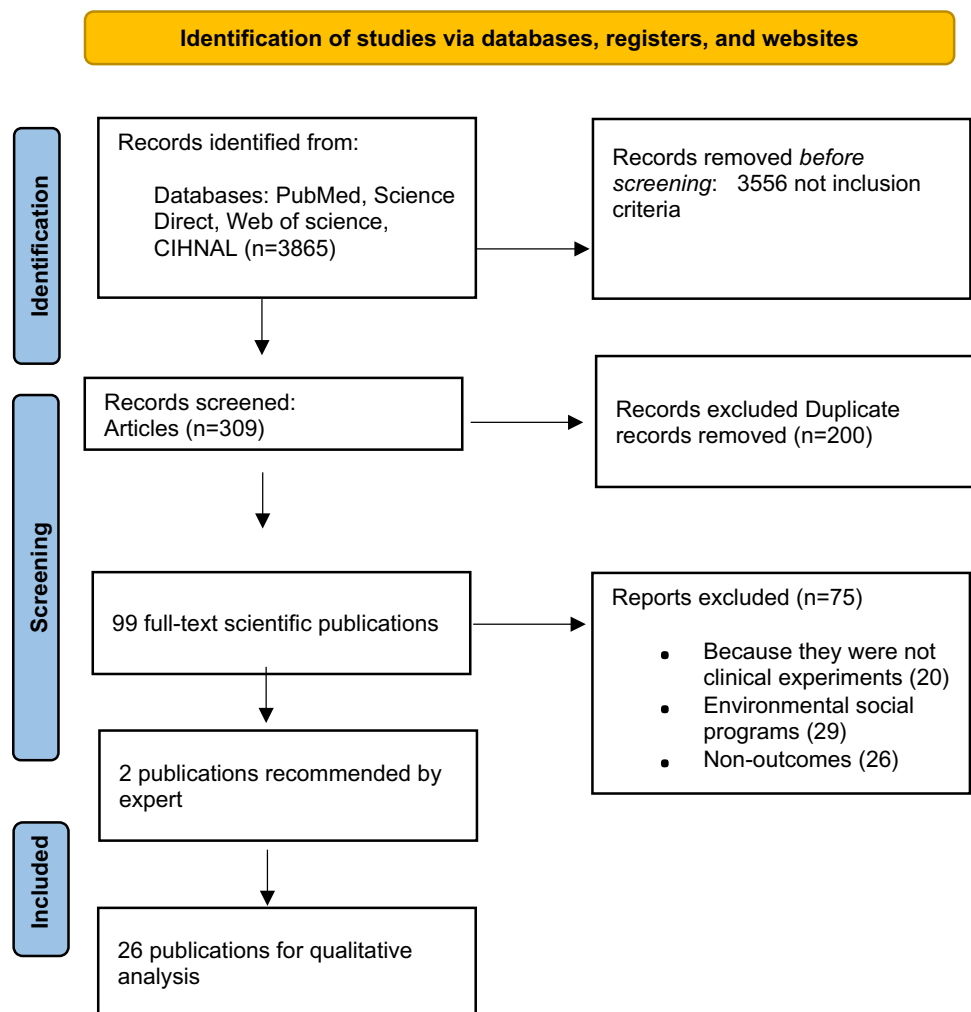 Identification of studies via databases, registers, and websites
Identification
Records identified from:
Databases: PubMed, Science
Direct, Web of science,
CIHNAL (n=3865)
Records removed before
screening: 3556 not inclusion
criteria
Screening
Records screened:
Articles (n=309)
Records excluded Duplicate
records removed (n=200)
99 full-text scientific publications
Reports excluded (n=75)
• Because they were not
clinical experiments (20)
• Environmental social
programs (29)
• Non-outcomes (26)
2 publications recommended by
expert
Included
26 publications for qualitative
analysis